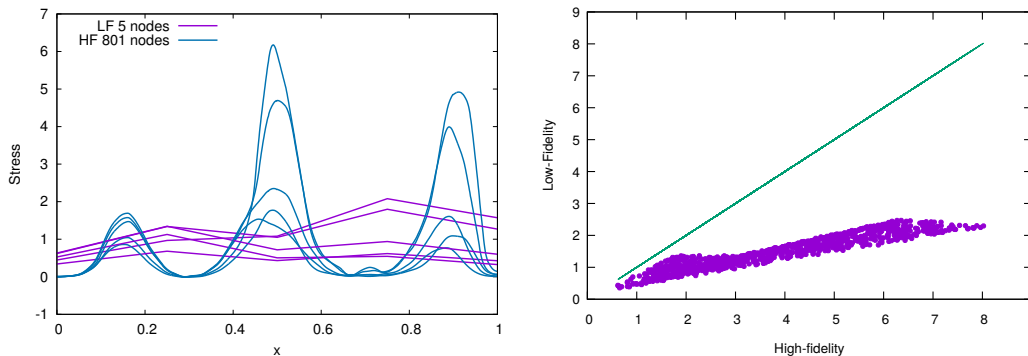 7
6
5
4
3
2
1
0
-1
0 0.2 0.4 0.6 0.8 1
Stress
x
LF 5 nodes
HF 801 nodes
9
8
7
6
5
4
3
2
1
0
0 1 2 3 4 5 6 7 8 9
Low-Fidelity
High-fidelity